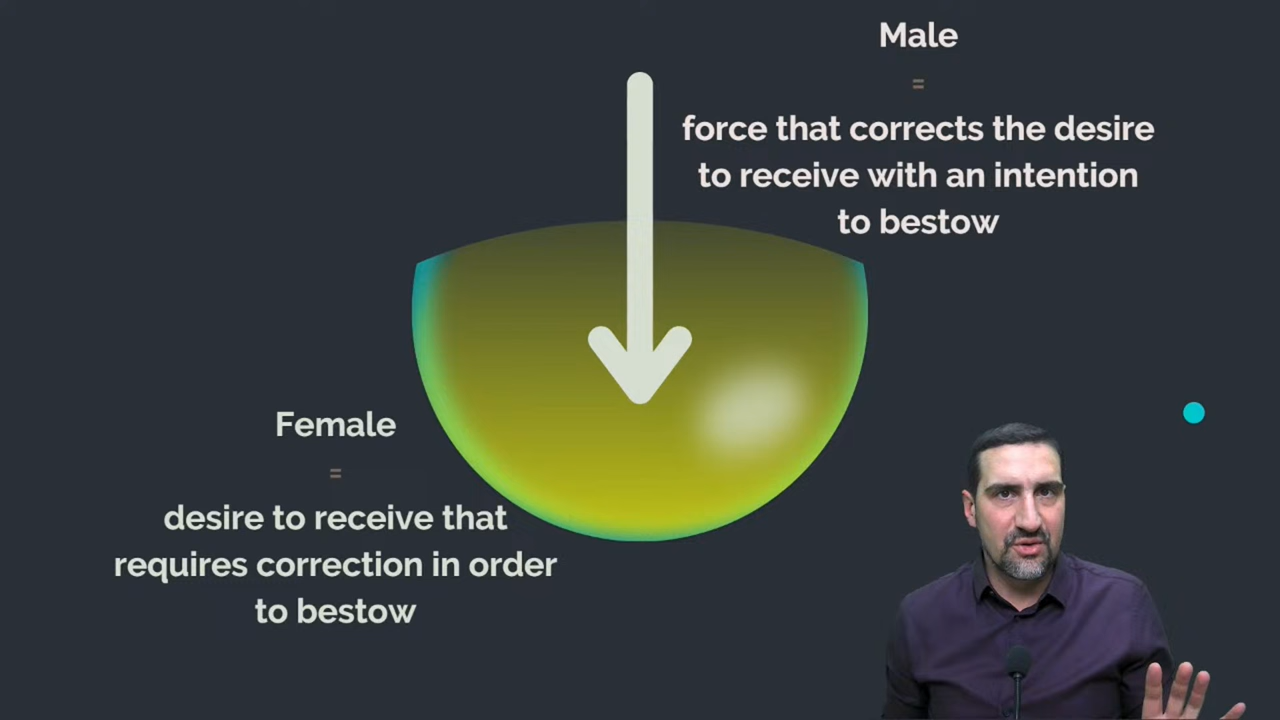 Male
=
force that corrects the desire
to receive with an intention
to bestow
Female
=
desire to receive that
requires correction in order
to bestow